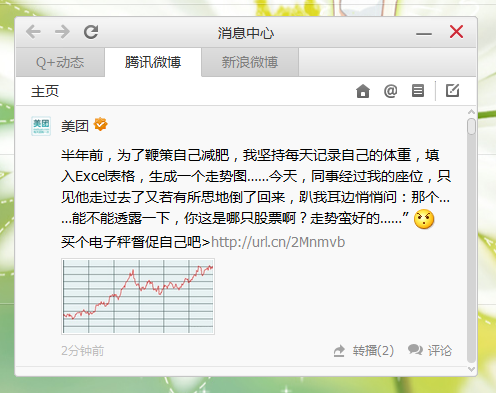 消息中心
Q+动态 腾讯微博 新浪微博
主页
美团 美团
半年前，为了鞭策自己减肥，我坚持每天记录自己的体重，填
入Excel表格，生成一个走势图......今天，同事经过我的座位，只
见他走过去了又若有所思地倒了回来，趴我耳边悄悄问：那个...
...能不能透露一下，你这是哪只股票啊？走势蛮好的......”
买个电子秤督促自己吧>http://url.cn/2Mnmvb
2分钟前 转播(2) 评论